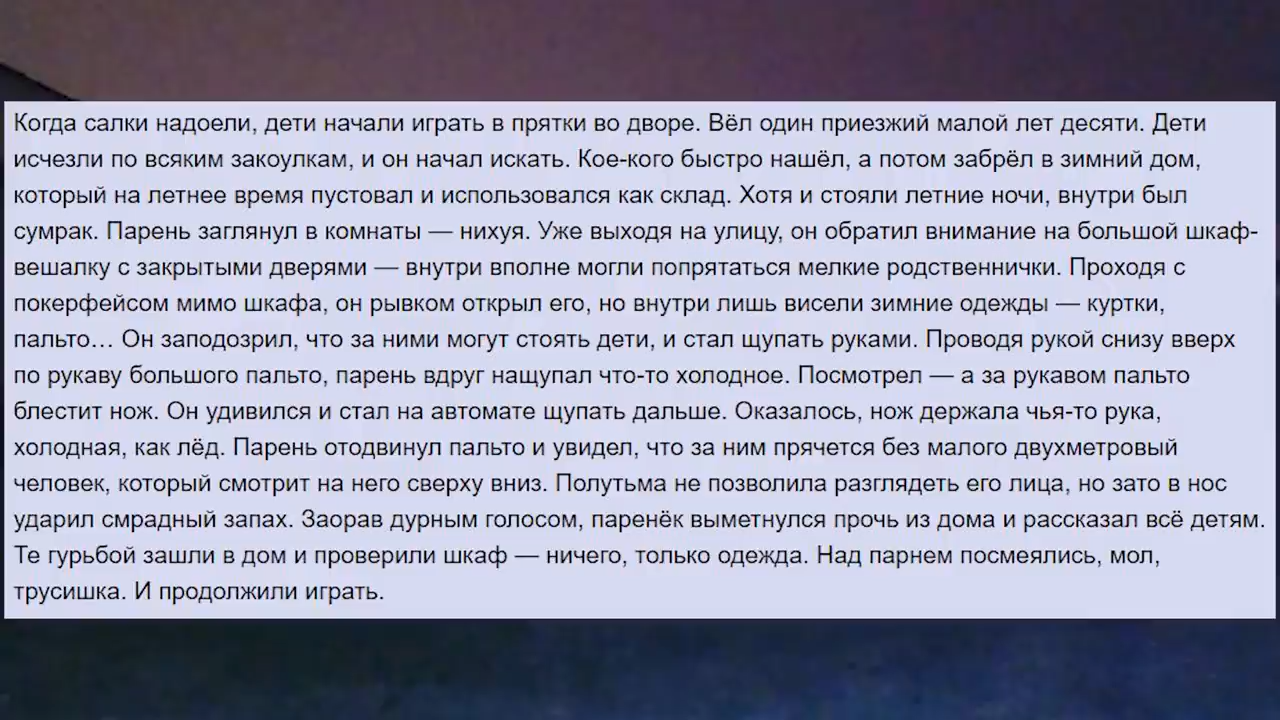 Когда салки надоели, дети начали играть в прятки во дворе. Вёл один приезжий малой лет десяти. Дети
исчезли по всяким закоулкам, и он начал искать. Кое-кого быстро нашёл, а потом забрёл в зимний дом,
который на летнее время пустовал и использовался как склад. Хотя и стояли летние ночи, внутри был
сумрак. Парень заглянул в комнаты — нихуя. Уже выходя на улицу, он обратил внимание на большой шкаф-
вешалку с закрытыми дверями — внутри вполне могли попрятаться мелкие родственнички. Проходя с
покерфейсом мимо шкафа, он рывком открыл его, но внутри лишь висели зимние одежды — куртки,
пальто… Он заподозрил, что за ними могут стоять дети, и стал щупать руками. Проводя рукой снизу вверх
по рукаву большого пальто, парень вдруг нащупал что-то холодное. Посмотрел — а за рукавом пальто
блестит нож. Он удивился и стал на автомате щупать дальше. Оказалось, нож держала чья-то рука,
холодная, как лёд. Парень отодвинул пальто и увидел, что за ним прячется без малого двухметровый
человек, который смотрит на него сверху вниз. Полутьма не позволила разглядеть его лица, но зато в нос
ударил смрадный запах. Заорав дурным голосом, паренёк выметнулся прочь из дома и рассказал всё детям.
Те гурьбой зашли в дом и проверили шкаф — ничего, только одежда. Над парнем посмеялись, мол,
трусишка. И продолжили играть.